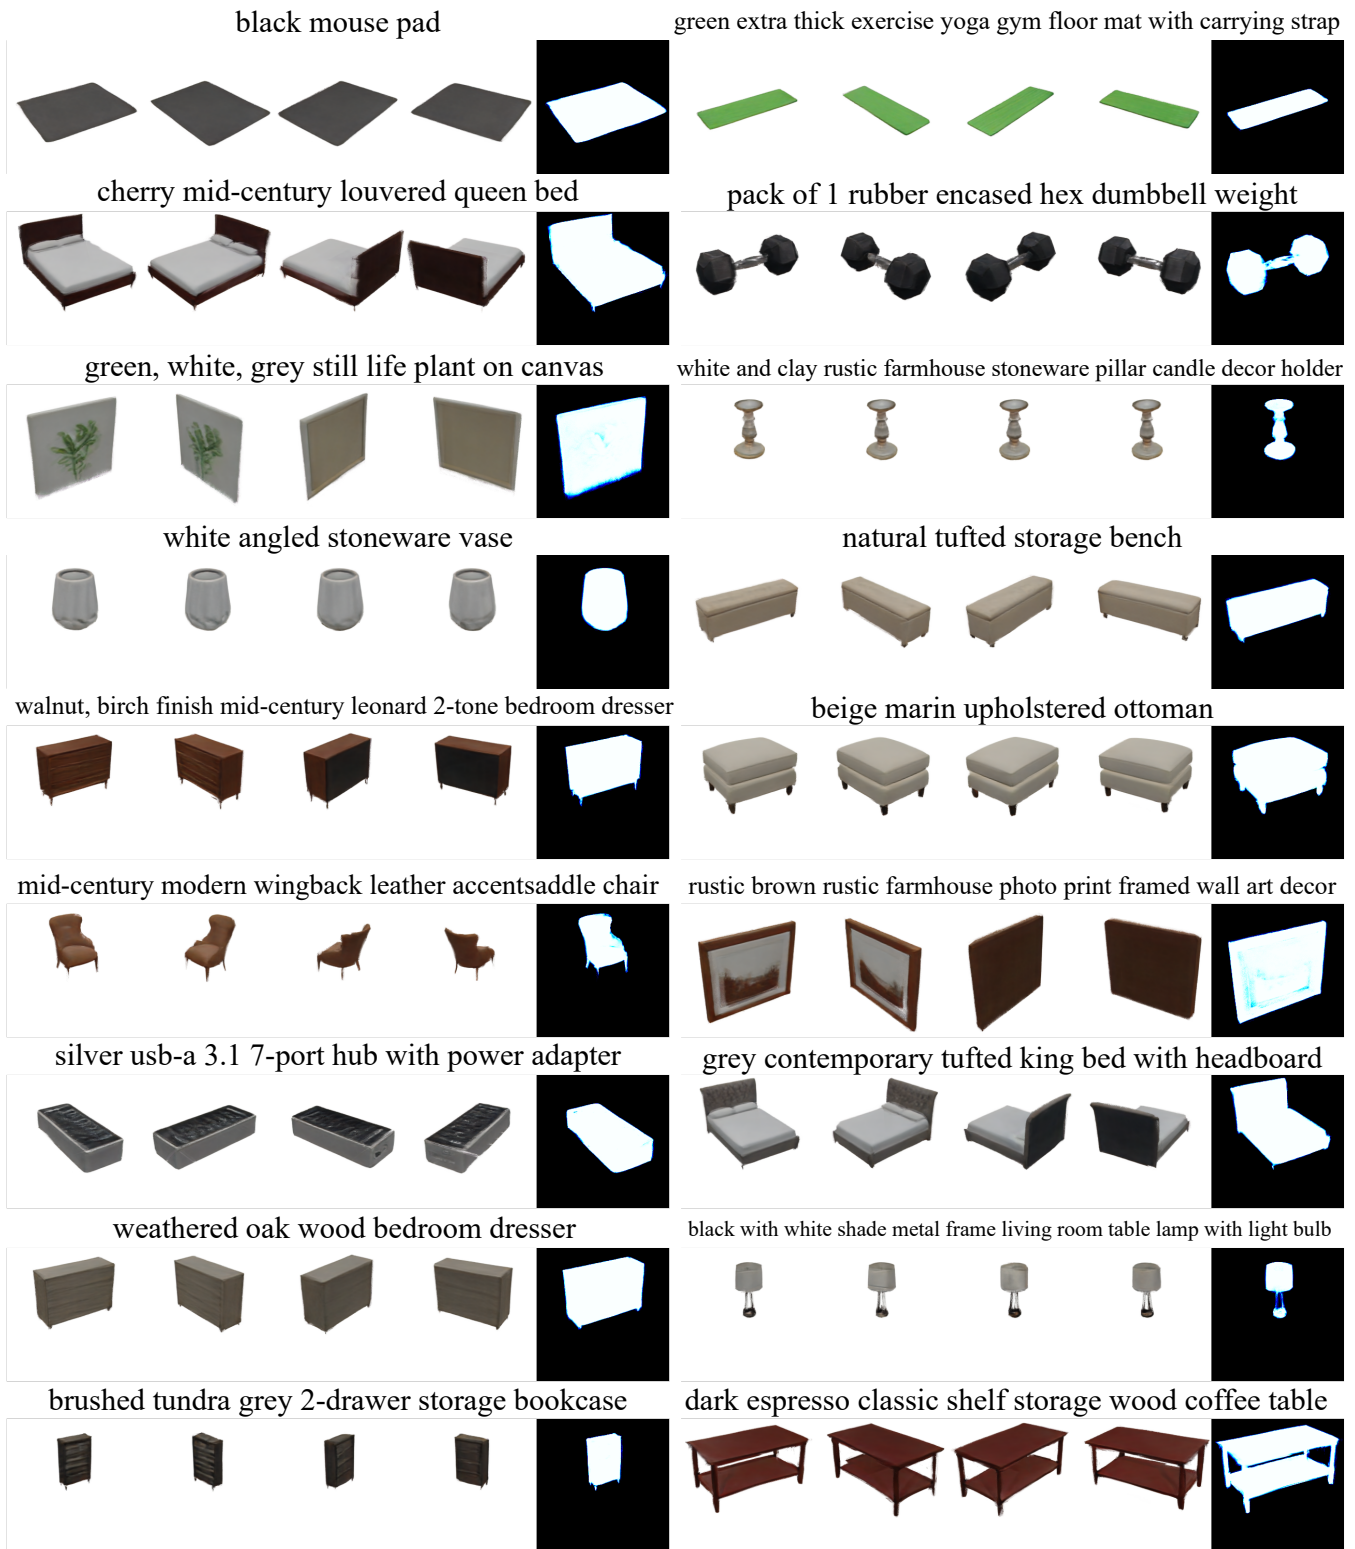 black mouse pad
green extra thick exercise yoga gym floor mat with carrying strap
cherry mid-century louvered queen bed
pack of 1 rubber encased hex dumbbell weight
green, white, grey still life plant on canvas
white and clay rustic farmhouse stoneware pillar candle decor holder
white angled stoneware vase
natural tufted storage bench
walnut, birch finish mid-century leonard 2-tone bedroom dresser
beige marin upholstered ottoman
mid-century modern wingback leather accentsaddle chair
rustic brown rustic farmhouse photo print framed wall art decor
silver usb-a 3.1 7-port hub with power adapter
grey contemporary tufted king bed with headboard
weathered oak wood bedroom dresser
black with white shade metal frame living room table lamp with light bulb
brushed tundra grey 2-drawer storage bookcase
dark espresso classic shelf storage wood coffee table